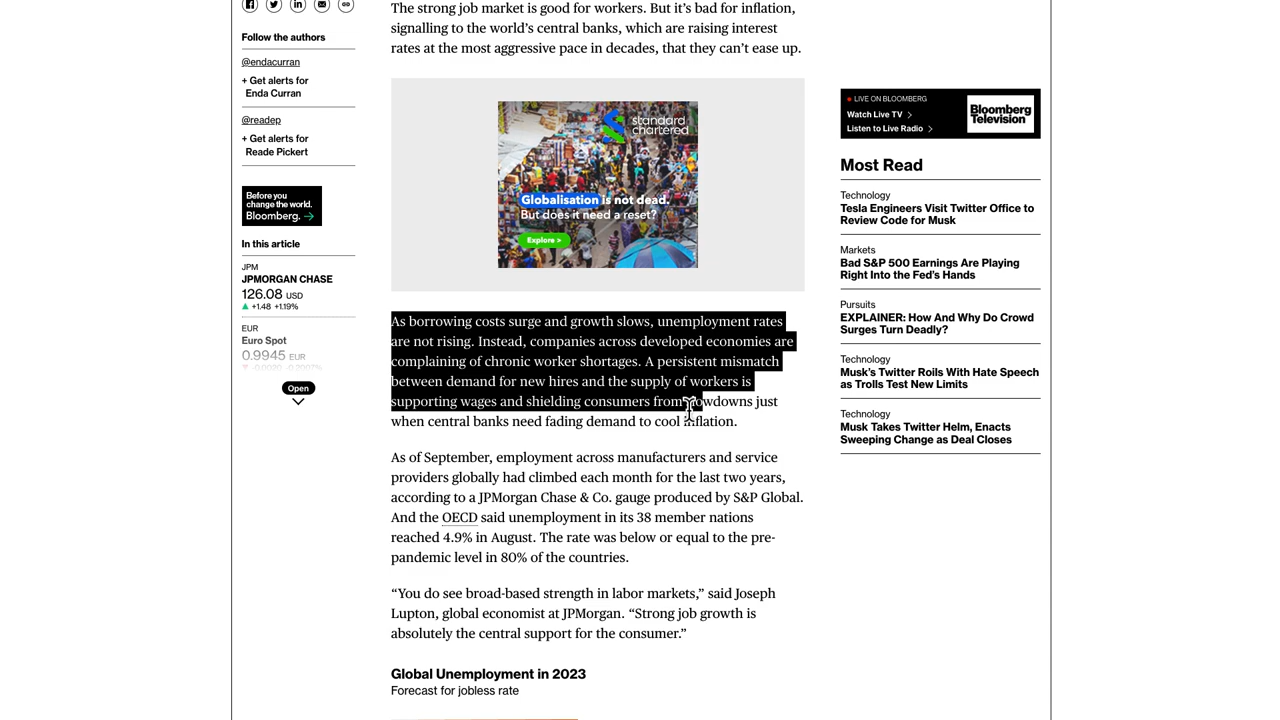 Follow the authors
@endacurran
+ Get alerts for
Enda Curran
@readep
+ Get alerts for
Reade Pickert
Before you
change the world.
Bloomberg. →
In this article
JPM
JPMORGAN CHASE
126.08 USD
▲ +1.48 +1.19%
EUR
Euro Spot
0.9945 EUR
▼ -0.0020 -0.2007%
Open
The strong job market is good for workers. But it’s bad for inflation,
signalling to the world’s central banks, which are raising interest
rates at the most aggressive pace in decades, that they can’t ease up.
standard
chartered
Globalisation is not dead.
But does it need a reset?
Explore >
As borrowing costs surge and growth slows, unemployment rates
are not rising. Instead, companies across developed economies are
complaining of chronic worker shortages. A persistent mismatch
between demand for new hires and the supply of workers is
supporting wages and shielding consumers from slowdowns just
when central banks need fading demand to cool inflation.
As of September, employment across manufacturers and service
providers globally had climbed each month for the last two years,
according to a JPMorgan Chase & Co. gauge produced by S&P Global.
And the OECD said unemployment in its 38 member nations
reached 4.9% in August. The rate was below or equal to the pre-
pandemic level in 80% of the countries.
“You do see broad-based strength in labor markets,” said Joseph
Lupton, global economist at JPMorgan. “Strong job growth is
absolutely the central support for the consumer.”
Global Unemployment in 2023
Forecast for jobless rate
LIVE ON BLOOMBERG
Watch Live TV >
Listen to Live Radio >
Bloomberg
Television
Most Read
Technology
Tesla Engineers Visit Twitter Office to
Review Code for Musk
Markets
Bad S&P 500 Earnings Are Playing
Right Into the Fed’s Hands
Pursuits
EXPLAINER: How And Why Do Crowd
Surges Turn Deadly?
Technology
Musk’s Twitter Roils With Hate Speech
as Trolls Test New Limits
Technology
Musk Takes Twitter Helm, Enacts
Sweeping Change as Deal Closes